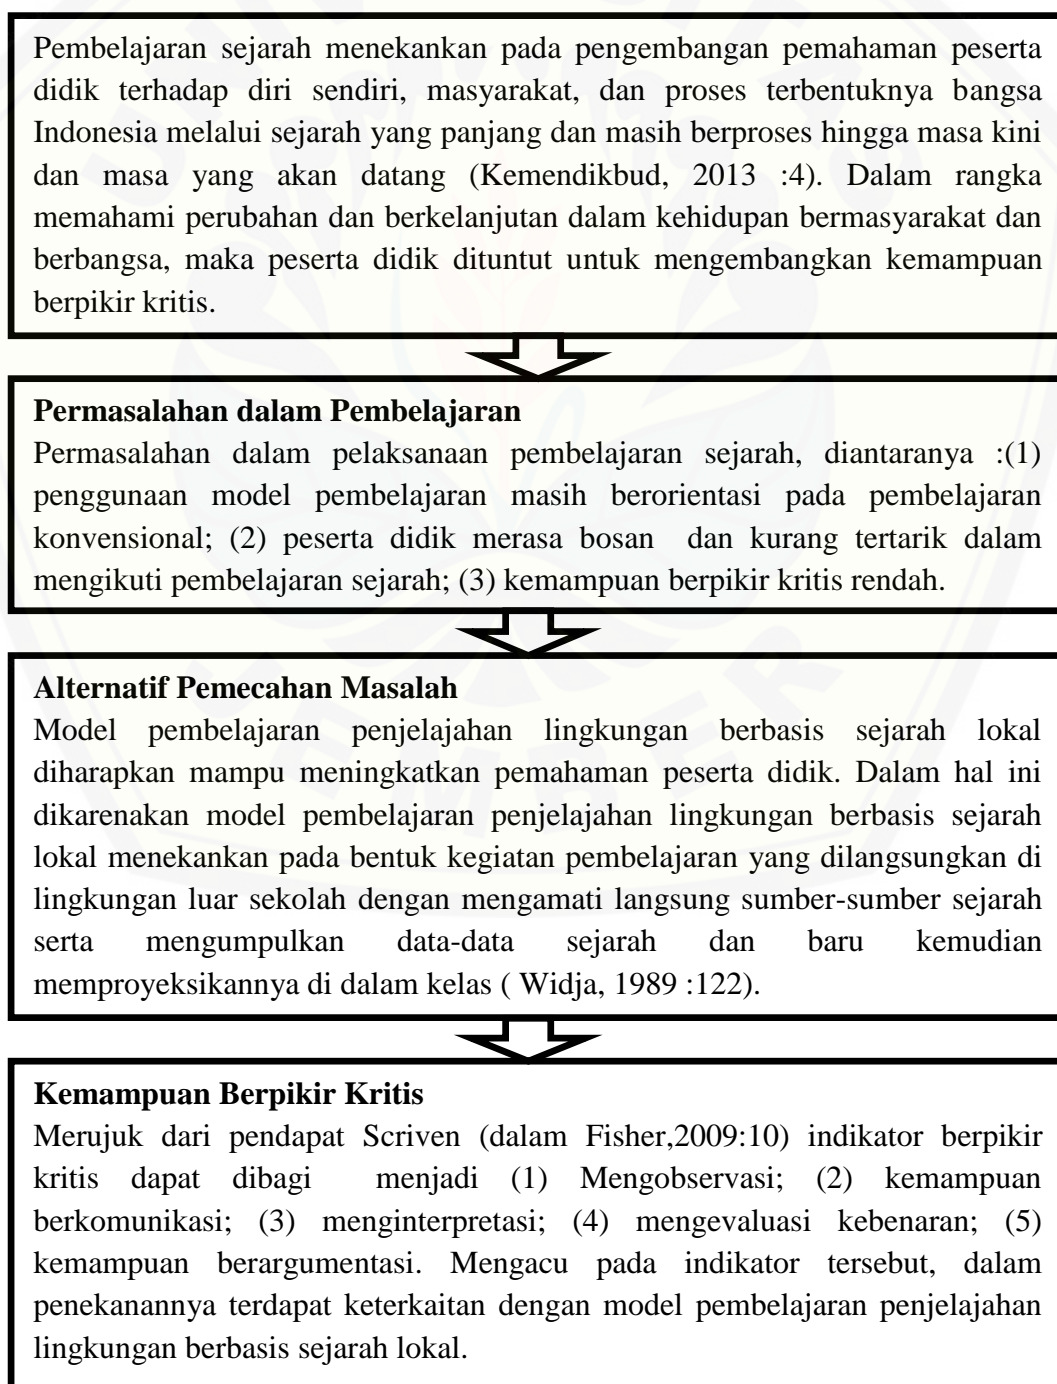 Pembelajaran sejarah menekankan pada pengembangan pemahaman peserta
didik terhadap diri sendiri, masyarakat, dan proses terbentuknya bangsa
Indonesia melalui sejarah yang panjang dan masih berproses hingga masa kini
dan masa yang akan datang (Kemendikbud, 2013 :4). Dalam rangka
memahami perubahan dan berkelanjutan dalam kehidupan bermasyarakat dan
berbangsa, maka peserta didik dituntut untuk mengembangkan kemampuan
berpikir kritis.
Permasalahan dalam Pembelajaran
Permasalahan dalam pelaksanaan pembelajaran sejarah, diantaranya :(1)
penggunaan model pembelajaran masih berorientasi pada pembelajaran
konvensional; (2) peserta didik merasa bosan dan kurang tertarik dalam
mengikuti pembelajaran sejarah; (3) kemampuan berpikir kritis rendah.
Alternatif Pemecahan Masalah
Model pembelajaran penjelajahan lingkungan berbasis sejarah lokal
diharapkan mampu meningkatkan pemahaman peserta didik. Dalam hal ini
dikarenakan model pembelajaran penjelajahan lingkungan berbasis sejarah
lokal menekankan pada bentuk kegiatan pembelajaran yang dilangsungkan di
lingkungan luar sekolah dengan mengamati langsung sumber-sumber sejarah
serta mengumpulkan data-data sejarah dan baru kemudian
memproyeksikannya di dalam kelas ( Widja, 1989 :122).
Kemampuan Berpikir Kritis
Merujuk dari pendapat Scriven (dalam Fisher,2009:10) indikator berpikir
kritis dapat dibagi menjadi (1) Mengobservasi; (2) kemampuan
berkomunikasi; (3) menginterpretasi; (4) mengevaluasi kebenaran; (5)
kemampuan berargumentasi. Mengacu pada indikator tersebut, dalam
penekanannya terdapat keterkaitan dengan model pembelajaran penjelajahan
lingkungan berbasis sejarah lokal.
JEMBER